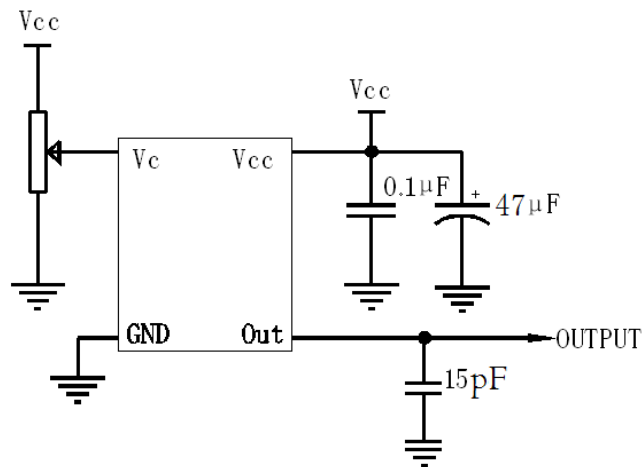 Vcc
Vcc
Vc
Vcc
0.1μF
+
47μF
GND
Out
OUTPUT
15pF